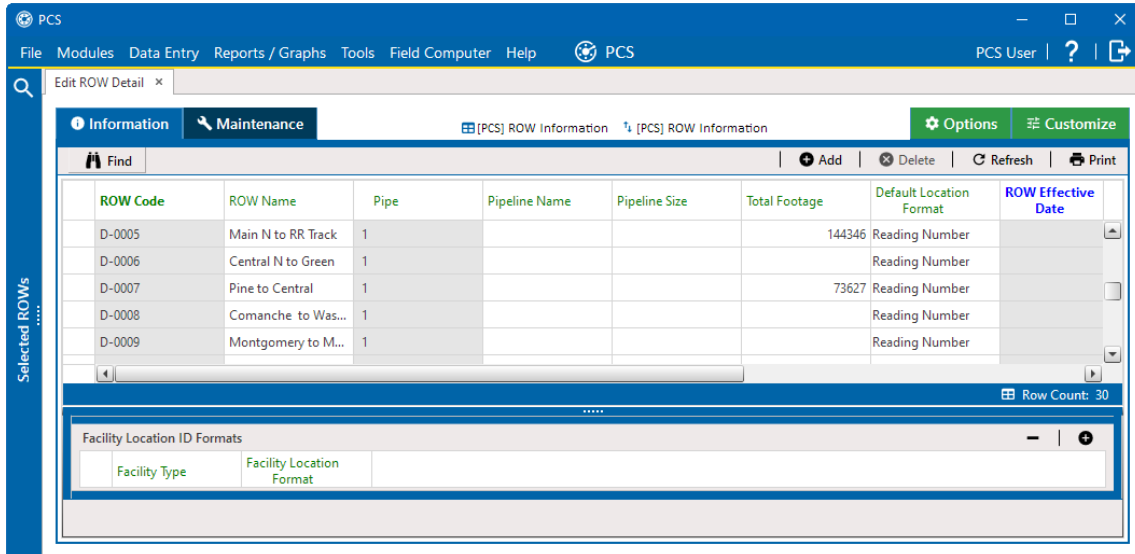 PCS
File Modules Data Entry Reports / Graphs Tools Field Computer Help PCS PCS User | ? |
Edit ROW Detail ×
Information Maintenance [PCS] ROW Information [PCS] ROW Information Options Customize
Find | Add | Delete | Refresh | Print
ROW Code ROW Name Pipe Pipeline Name Pipeline Size Total Footage Default Location Format ROW Effective Date
D-0005 Main N to RR Track 1 144346 Reading Number
D-0006 Central N to Green 1 Reading Number
D-0007 Pine to Central 1 73627 Reading Number
D-0008 Comanche to Was... 1 Reading Number
D-0009 Montgomery to M... 1 Reading Number
Selected ROWs
Row Count: 30
Facility Location ID Formats
Facility Type Facility Location Format